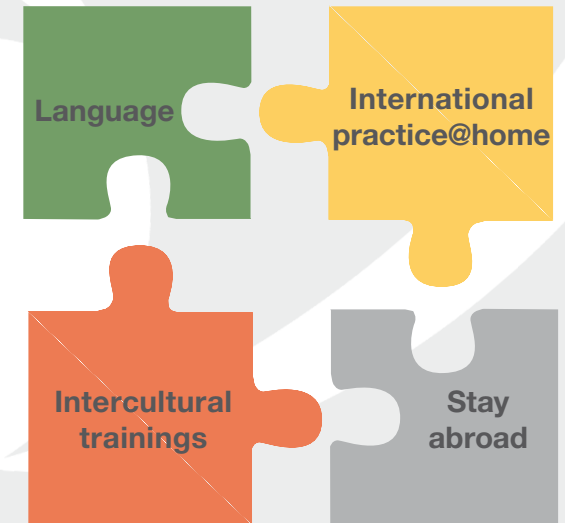 Language
International
practice@home
Intercultural
trainings
Stay
abroad